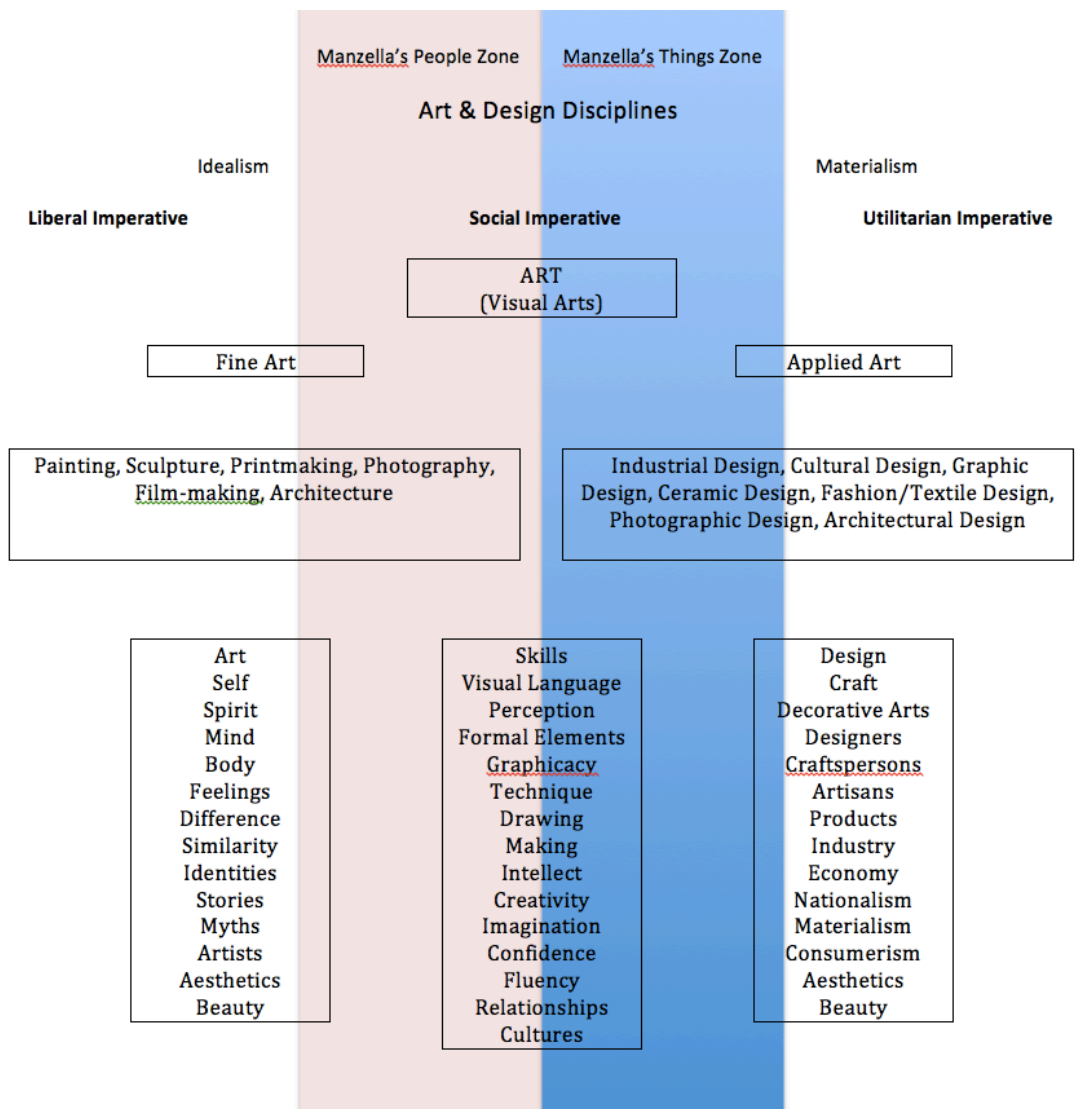 Manzella's People Zone
Manzella's Things Zone
Art & Design Disciplines
Idealism
Materialism
Liberal Imperative
Social Imperative
Utilitarian Imperative
ART
(Visual Arts)
Fine Art
Applied Art
Painting, Sculpture, Printmaking, Photography,
Film-making, Architecture
Industrial Design, Cultural Design, Graphic
Design, Ceramic Design, Fashion/Textile Design,
Photographic Design, Architectural Design
Art
Self
Spirit
Mind
Body
Feelings
Difference
Similarity
Identities
Stories
Myths
Artists
Aesthetics
Beauty
Skills
Visual Language
Perception
Formal Elements
Graphicacy
Technique
Drawing
Making
Intellect
Creativity
Imagination
Confidence
Fluency
Relationships
Cultures
Design
Craft
Decorative Arts
Designers
Craftspersons
Artisans
Products
Industry
Economy
Nationalism
Materialism
Consumerism
Aesthetics
Beauty